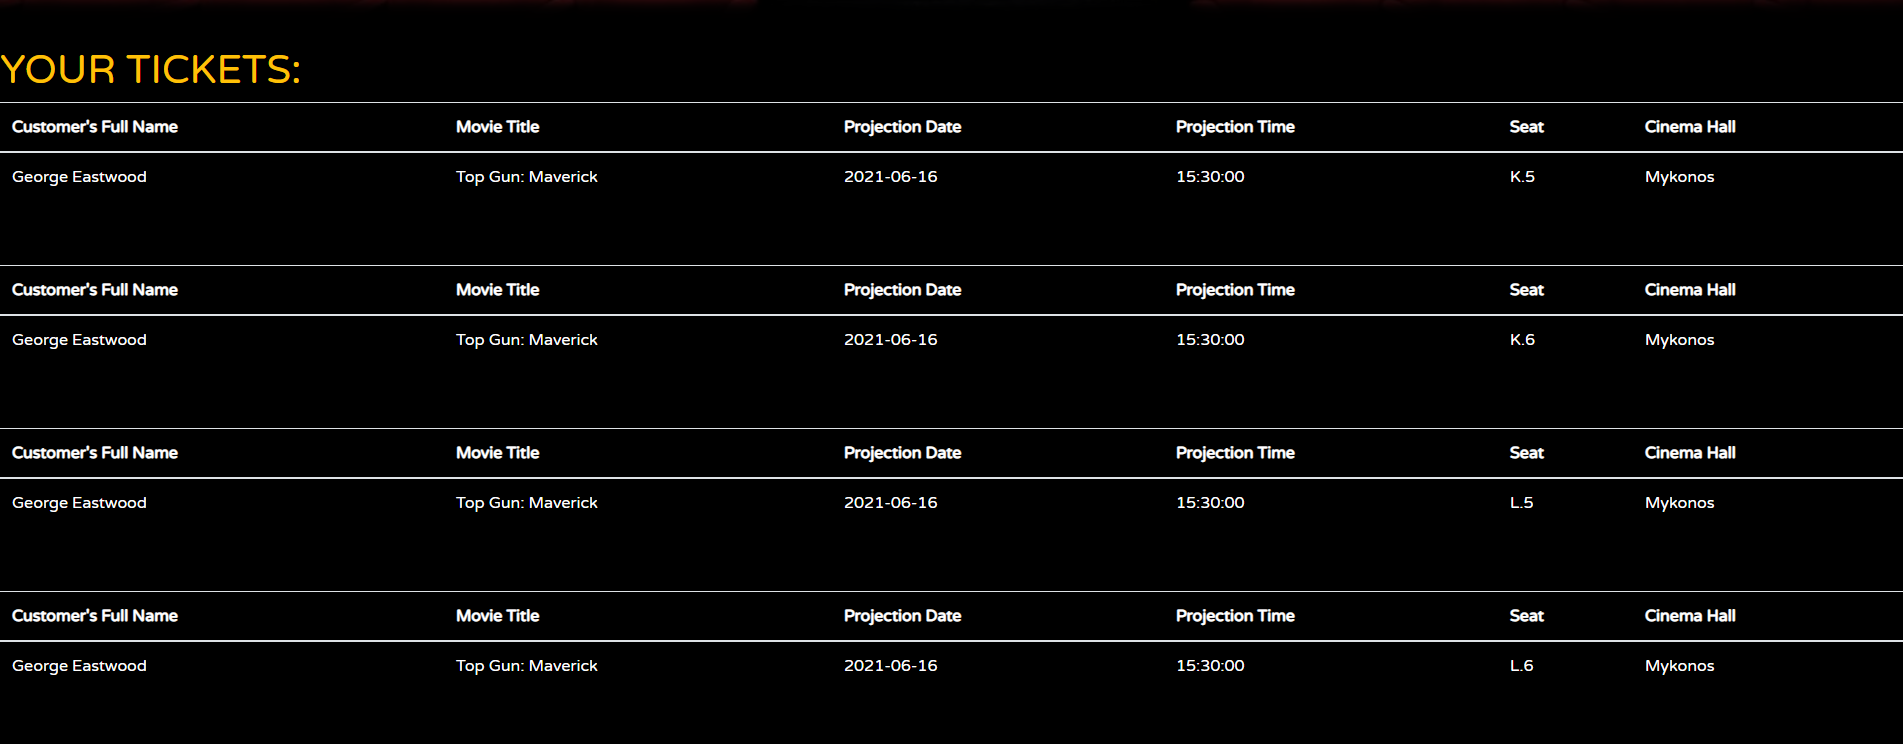 YOUR TICKETS:
Customer's Full Name Movie Title Projection Date Projection Time Seat Cinema Hall
George Eastwood Top Gun: Maverick 2021-06-16 15:30:00 K.5 Mykonos
Customer's Full Name Movie Title Projection Date Projection Time Seat Cinema Hall
George Eastwood Top Gun: Maverick 2021-06-16 15:30:00 K.6 Mykonos
Customer's Full Name Movie Title Projection Date Projection Time Seat Cinema Hall
George Eastwood Top Gun: Maverick 2021-06-16 15:30:00 L.5 Mykonos
Customer's Full Name Movie Title Projection Date Projection Time Seat Cinema Hall
George Eastwood Top Gun: Maverick 2021-06-16 15:30:00 L.6 Mykonos